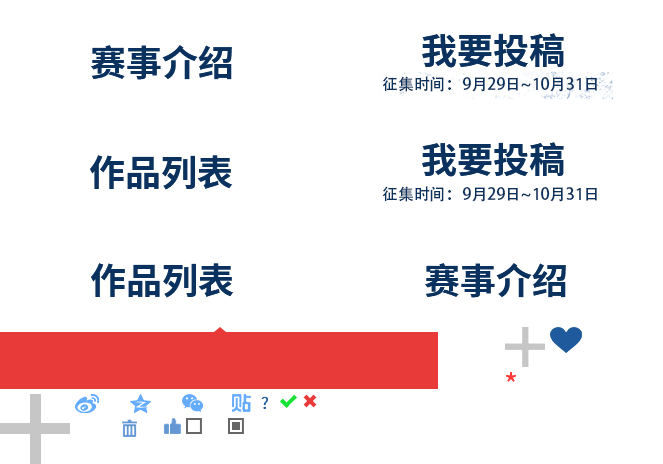 赛事介绍
我要投稿
征集时间：9月29日~10月31日
作品列表
我要投稿
征集时间：9月29日~10月31日
作品列表
赛事介绍
*
贴 ?